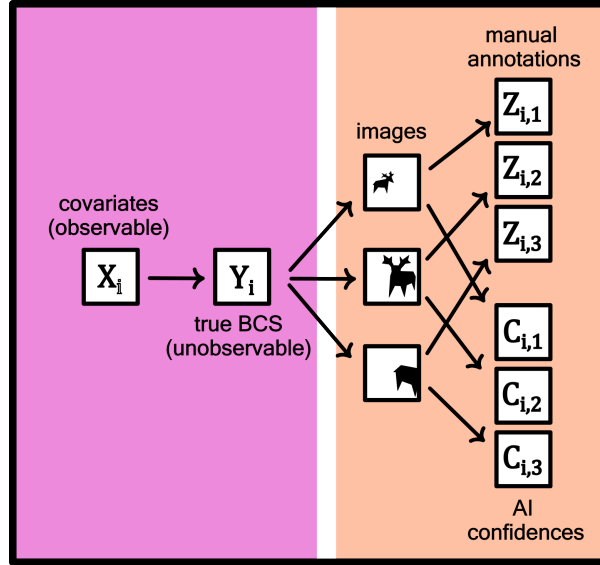 covariates
(observable)
X_i
Y_i
true BCS
(unobservable)
images
manual
annotations
Z_i,1
Z_i,2
Z_i,3
C_i,1
C_i,2
C_i,3
AI
confidences